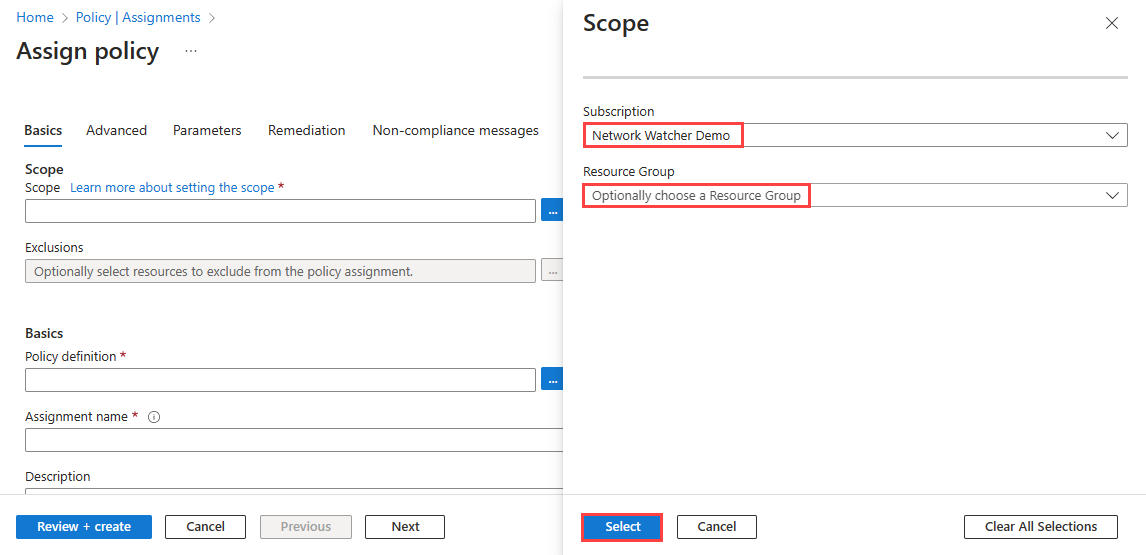 Home > Policy | Assignments >
Assign policy ...
Basics Advanced Parameters Remediation Non-compliance messages
Scope
Scope Learn more about setting the scope *
...
Exclusions
Optionally select resources to exclude from the policy assignment.
...
Basics
Policy definition *
...
Assignment name *
Description
Review + create Cancel Previous Next
Scope
Subscription
Network Watcher Demo
Resource Group
Optionally choose a Resource Group
Select Cancel Clear All Selections